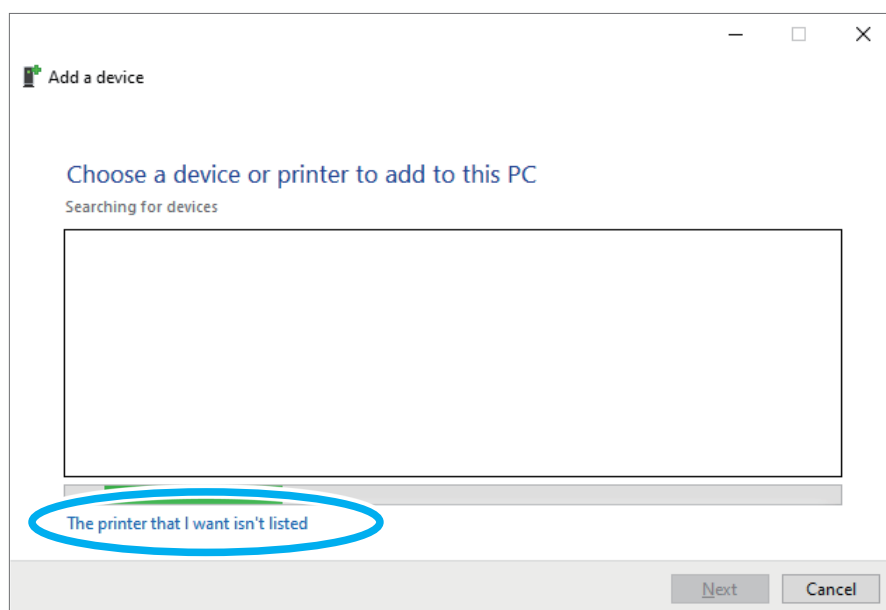 Add a device
Choose a device or printer to add to this PC
Searching for devices
The printer that I want isn't listed
Next
Cancel